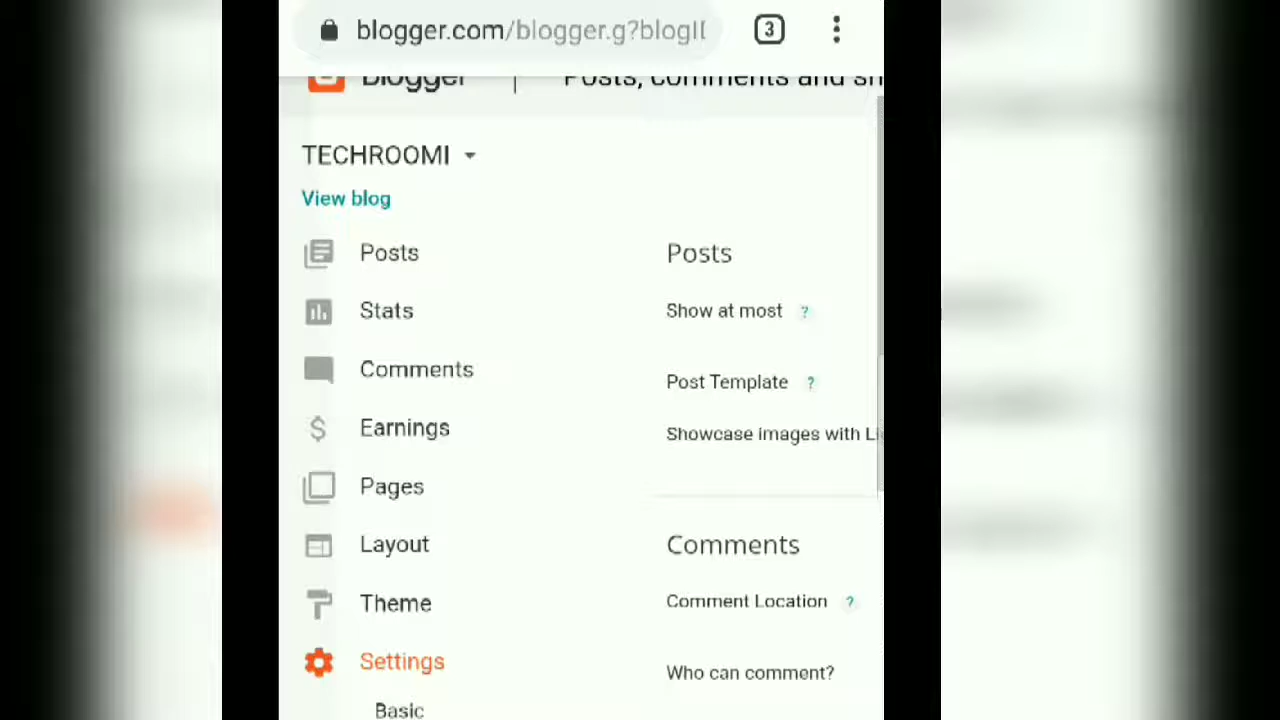 blogger.com/blogger.g?blogI
3
blogger | Posts, comments and sh
TECHROOMI
View blog
Posts
Stats
Comments
Earnings
Pages
Layout
Theme
Settings
Basic
Posts
Show at most ?
Post Template ?
Showcase images with Li
Comments
Comment Location ?
Who can comment?